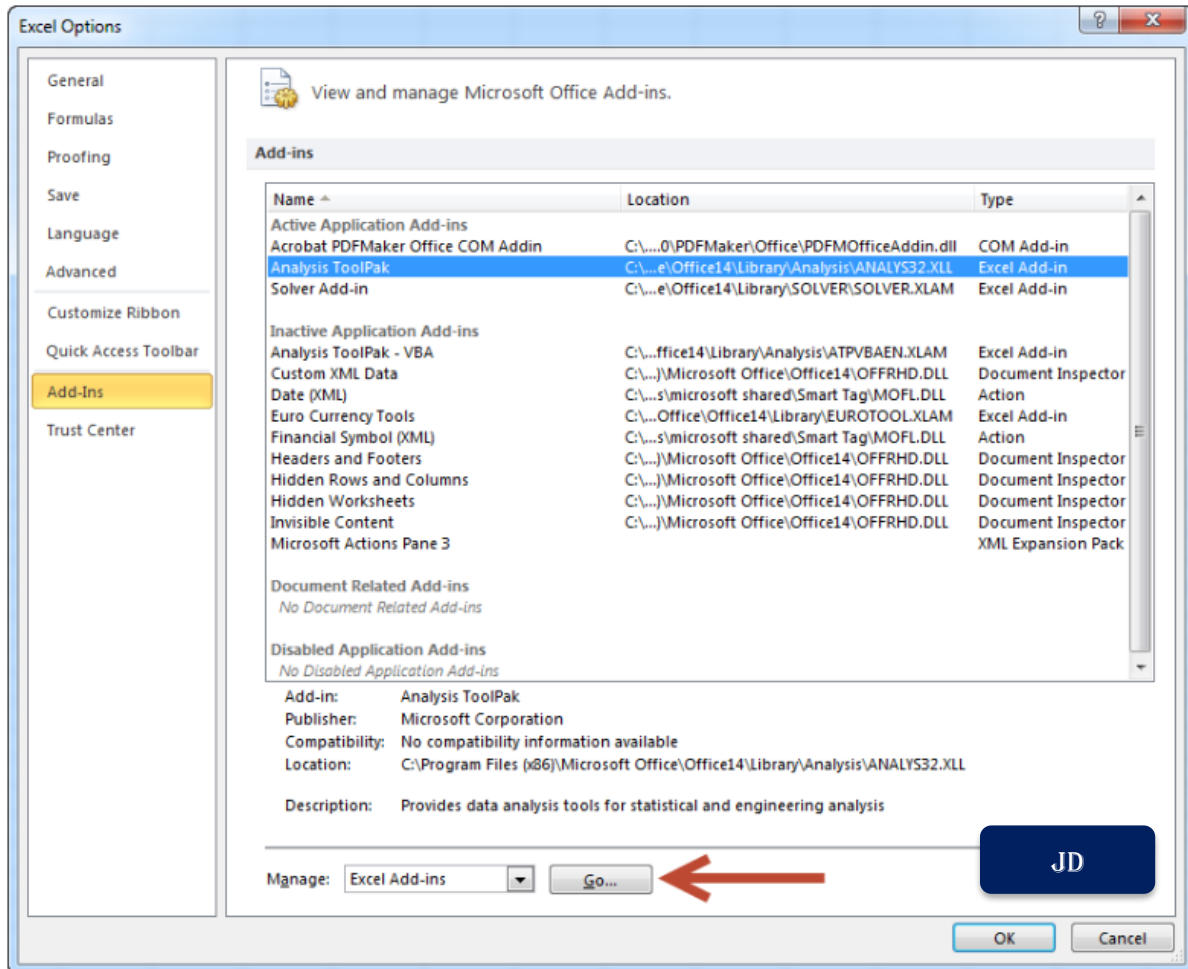 Excel Options
General
Formulas
Proofing
Save
Language
Advanced
Customize Ribbon
Quick Access Toolbar
Add-Ins
Trust Center
View and manage Microsoft Office Add-ins.
Add-ins
Name Location Type
Active Application Add-ins
Acrobat PDFMaker Office COM Addin C:\....0\PDFMaker\Office\PDFMOfficeAddin.dll COM Add-in
Analysis ToolPak C:\...e\Office14\Library\Analysis\ANALYS32.XLL Excel Add-in
Solver Add-in C:\...e\Office14\Library\SOLVER\SOLVER.XLAM Excel Add-in
Inactive Application Add-ins
Analysis ToolPak - VBA C:\...ffice14\Library\Analysis\ATPVBAEN.XLAM Excel Add-in
Custom XML Data C:\...)\Microsoft Office\Office14\OFFRHD.DLL Document Inspector
Date (XML) C:\...s\microsoft shared\Smart Tag\MOFL.DLL Action
Euro Currency Tools C:\...Office\Office14\Library\EUROTOOL.XLAM Excel Add-in
Financial Symbol (XML) C:\...s\microsoft shared\Smart Tag\MOFL.DLL Action
Headers and Footers C:\...)\Microsoft Office\Office14\OFFRHD.DLL Document Inspector
Hidden Rows and Columns C:\...)\Microsoft Office\Office14\OFFRHD.DLL Document Inspector
Hidden Worksheets C:\...)\Microsoft Office\Office14\OFFRHD.DLL Document Inspector
Invisible Content C:\...)\Microsoft Office\Office14\OFFRHD.DLL Document Inspector
Microsoft Actions Pane 3 XML Expansion Pack
Document Related Add-ins
No Document Related Add-ins
Disabled Application Add-ins
No Disabled Application Add-ins
Add-in: Analysis ToolPak
Publisher: Microsoft Corporation
Compatibility: No compatibility information available
Location: C:\Program Files (x86)\Microsoft Office\Office14\Library\Analysis\ANALYS32.XLL
Description: Provides data analysis tools for statistical and engineering analysis
Manage: Excel Add-ins Go...
JD
OK Cancel